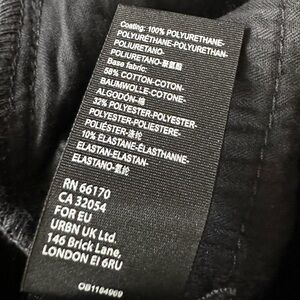 Coating: 100% POLYURETHANE-
POLYURÉTHANE-POLYURETHAN-
POLIURETANO-
POLIURETANO-聚氨酯
Base fabric:
58% COTTON-COTON-
BAUMWOLLE-COTONE-
ALGODÓN-棉
32% POLYESTER-POLYESTER-
POLYESTER-POLIESTERE-
POLIÉSTER-涤纶
10% ELASTANE-ÉLASTHANNE-
ELASTAN-ELASTAN-
ELASTANO-氨纶
RN 66170
CA 32054
FOR EU
URBN UK Ltd.
146 Brick Lane,
LONDON EI 6RU
OB1164969